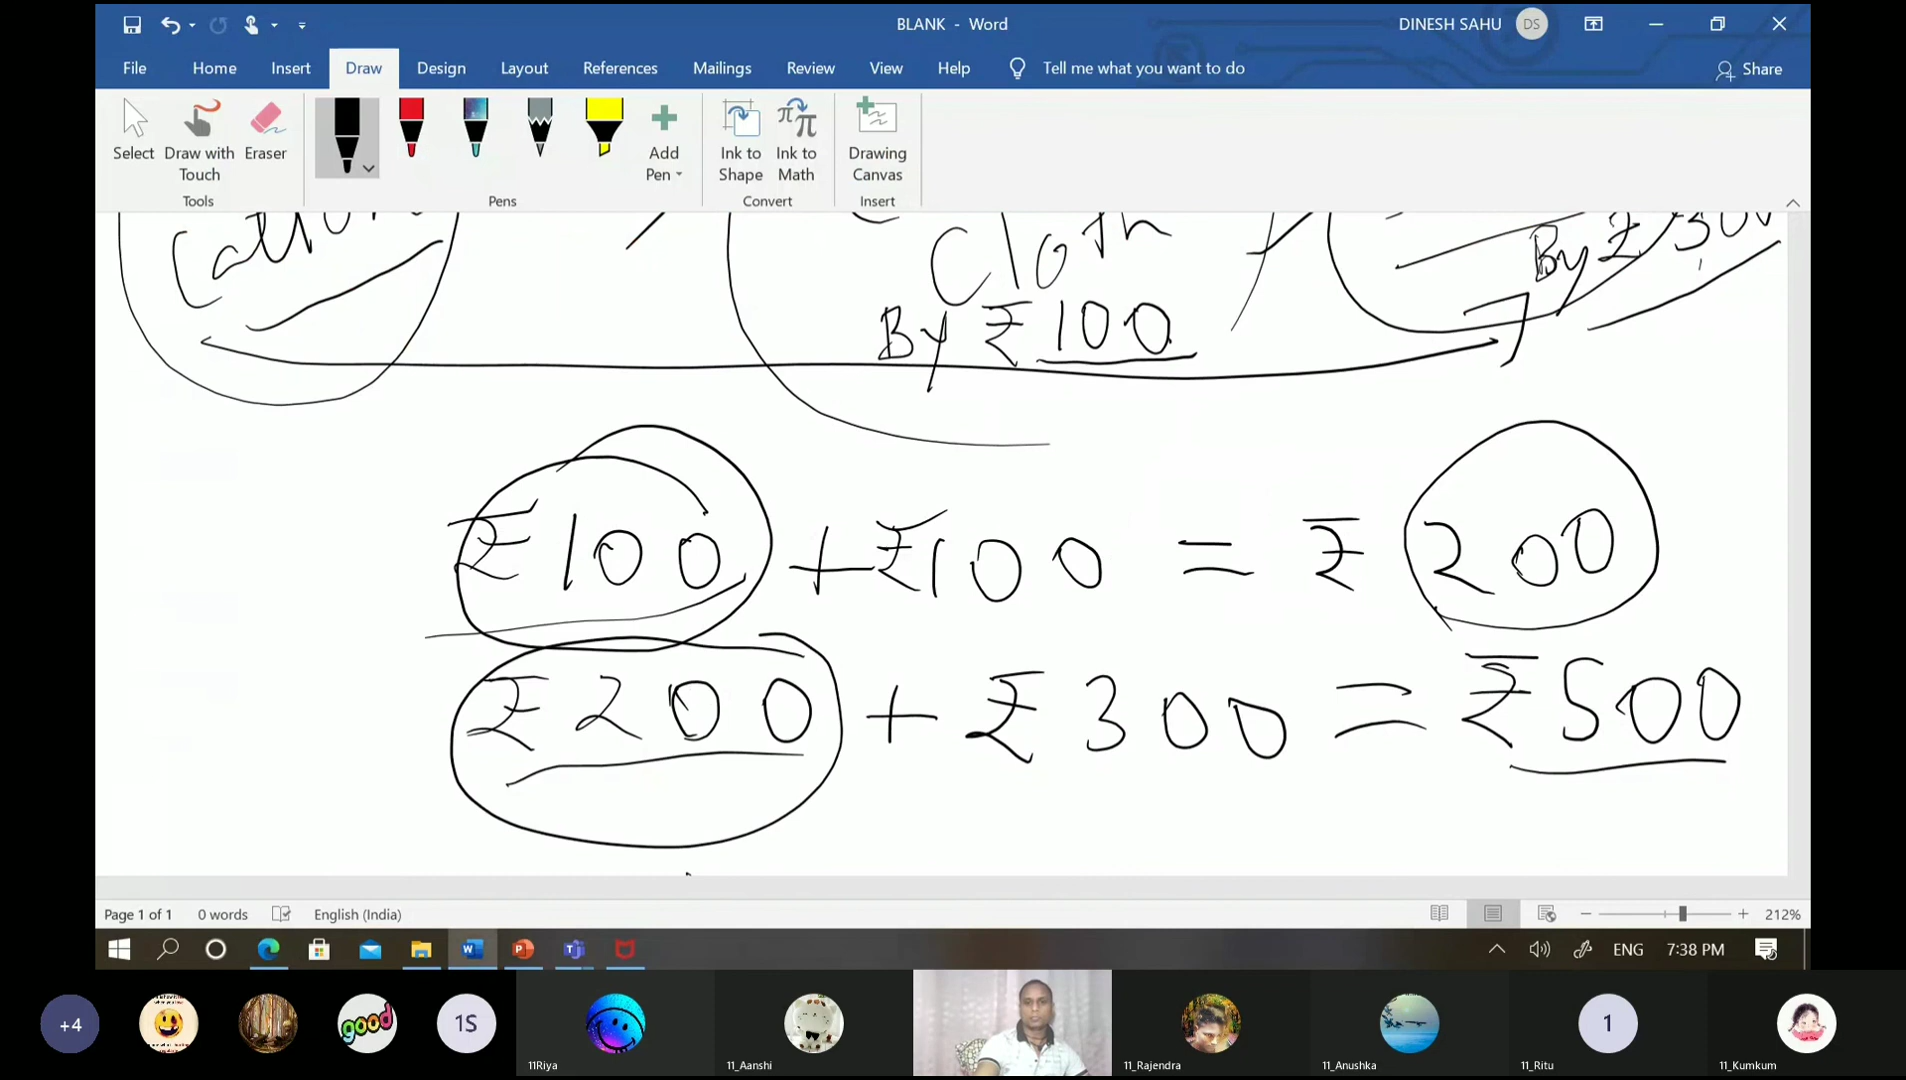 BLANK - Word
DINESH SAHU
DS
File Home Insert Draw Design Layout References Mailings Review View Help Tell me what you want to do
Share
Select
Draw with Touch
Eraser
Add Pen
Ink to Shape
Ink to Math
Drawing Canvas
Tools
Pens
Convert
Insert
Cloth
By ₹ 300
By ₹ 100
₹ 100 + ₹100 = ₹ 200
₹ 200 + ₹ 300 = ₹ 500
Page 1 of 1 0 words English (India)
212%
ENG 7:38 PM
+4
good
1S
11Riya
11_Aanshi
11_Rajendra
11_Anushka
1
11_Ritu
11_Kumkum